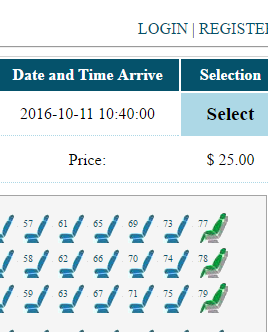 LOGIN | REGISTER
Date and Time Arrive Selection
2016-10-11 10:40:00 Select
Price: $ 25.00
57 61 65 69 73 77
58 62 66 70 74 78
59 63 67 71 75 79